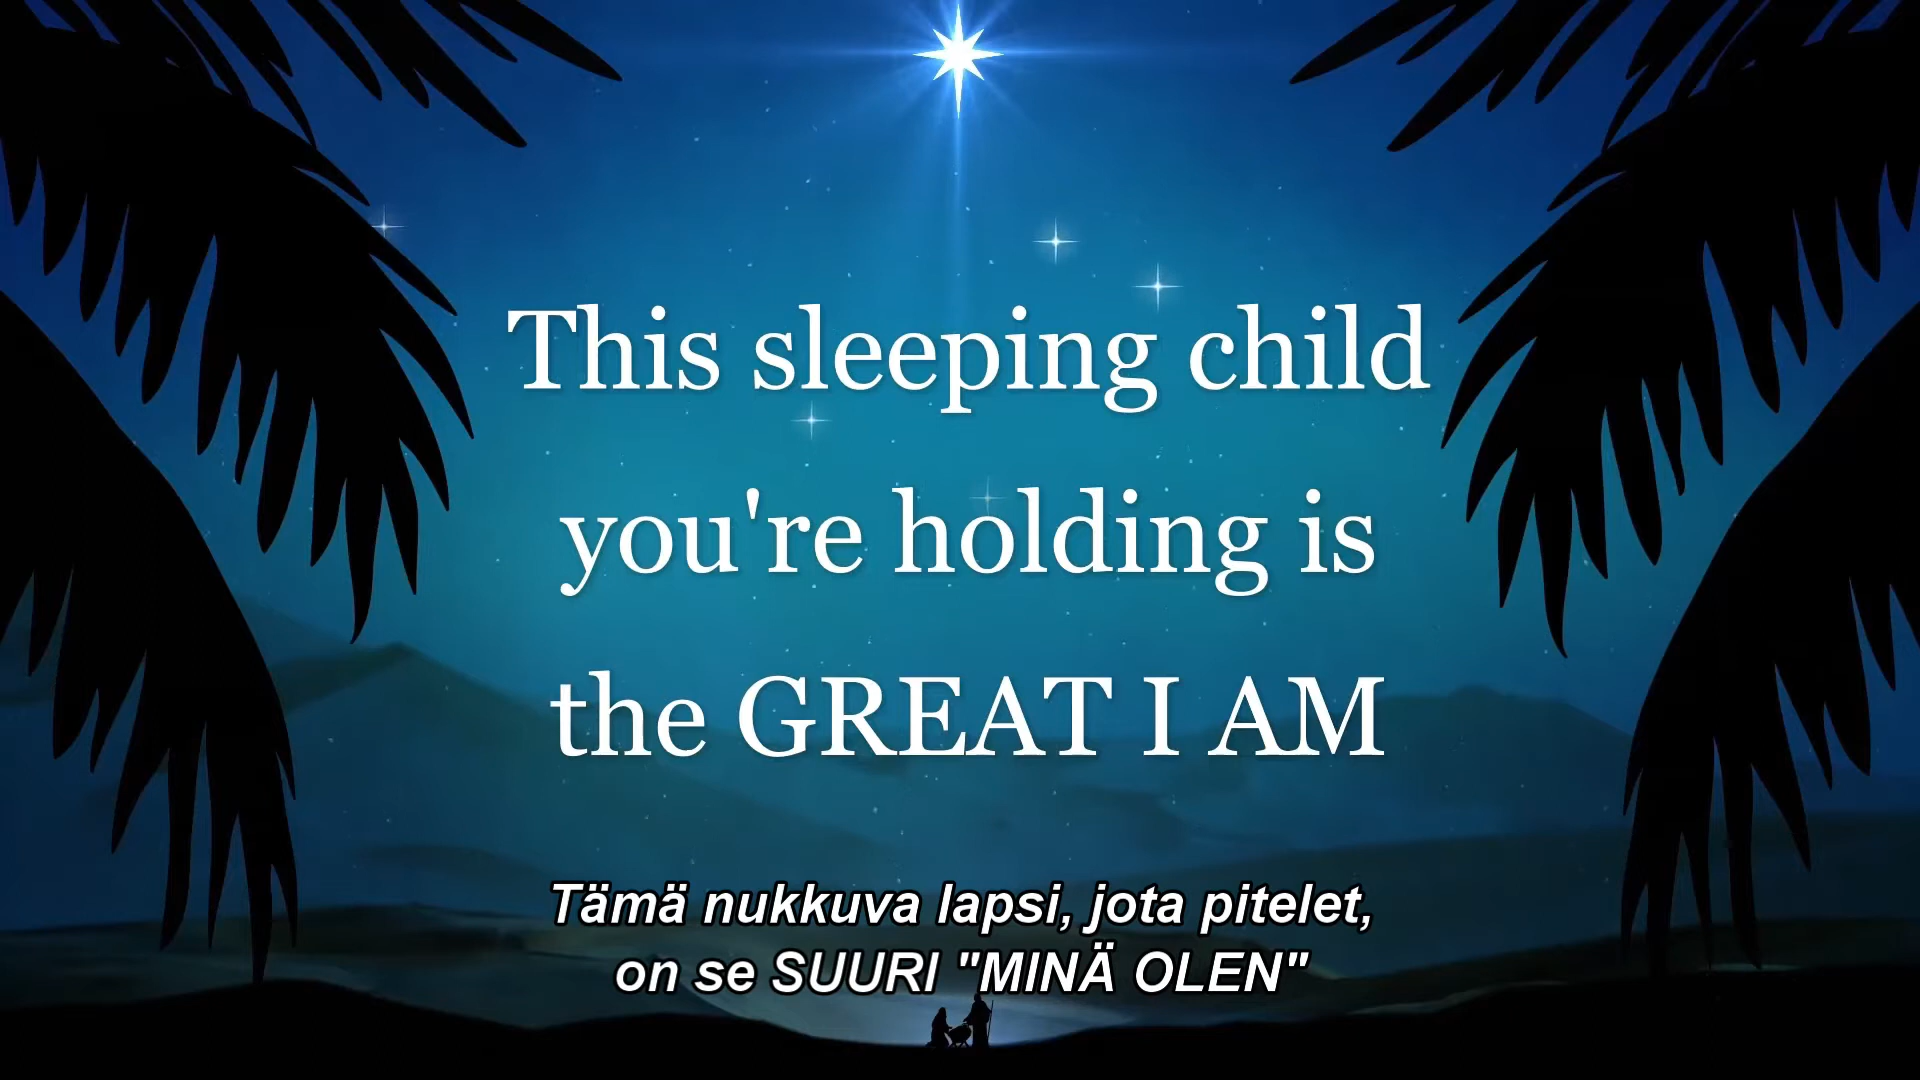 This sleeping child
you're holding is
the GREAT I AM
Tämä nukkuva lapsi, jota pitelet,
on se SUURI "MINÄ OLEN"